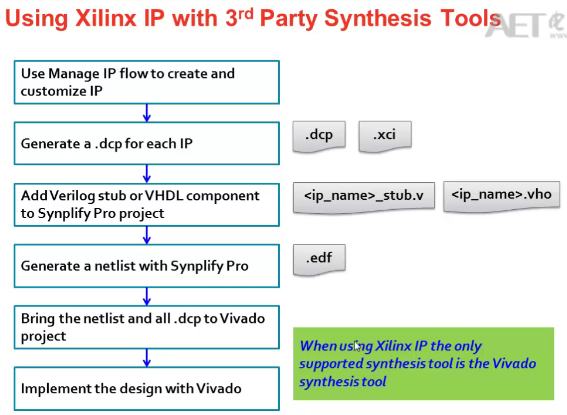 Using Xilinx IP with 3rd Party Synthesis Tools
AET
Use Manage IP flow to create and
customize IP
Generate a .dcp for each IP
.dcp
.xci
Add Verilog stub or VHDL component
to Synplify Pro project
<ip_name>_stub.v
<ip_name>.vho
Generate a netlist with Synplify Pro
.edf
Bring the netlist and all .dcp to Vivado
project
When using Xilinx IP the only
supported synthesis tool is the Vivado
synthesis tool
Implement the design with Vivado